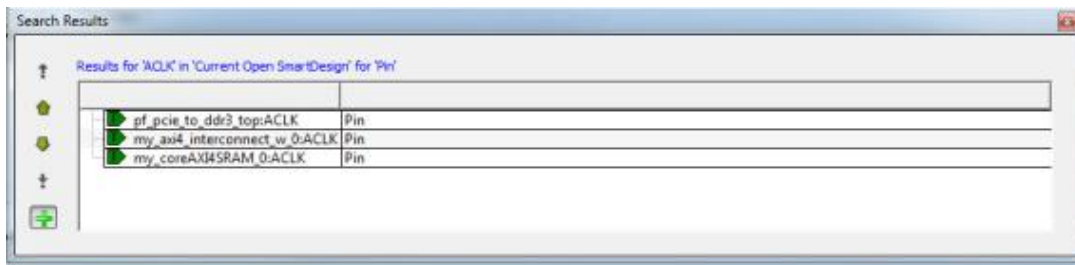 Search Results
Results for 'ACLK' in 'Current Open SmartDesign' for 'Pin'
pf_pcie_to_ddr3_top:ACLK Pin
my_axi4_interconnect_w_0:ACLK Pin
my_coreAXI4SRAM_0:ACLK Pin